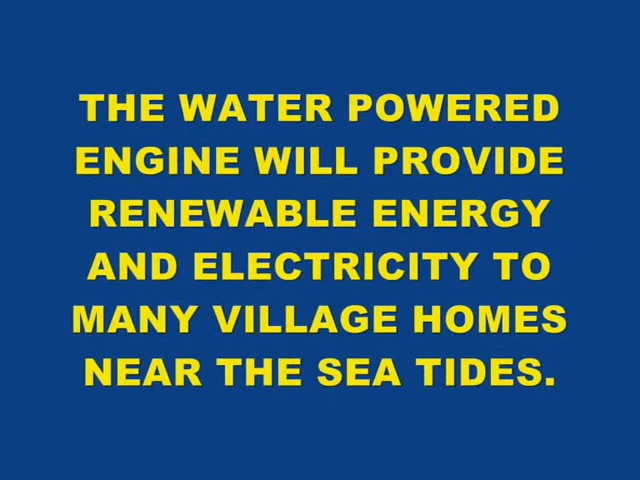 THE WATER POWERED
ENGINE WILL PROVIDE
RENEWABLE ENERGY
AND ELECTRICITY TO
MANY VILLAGE HOMES
NEAR THE SEA TIDES.